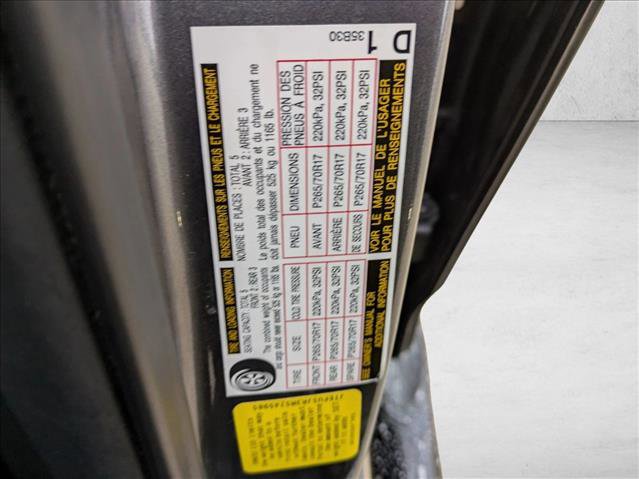 TIRE AND LOADING INFORMATION
SEATING CAPACITY: TOTAL 5
FRONT 2 : REAR 3
The combined weight of occupants
and cargo should never exceed 525 kg or 1165 lb.
TIRE SIZE COLD TIRE PRESSURE
FRONT P265/70R17 220kPa, 32PSI
REAR P265/70R17 220kPa, 32PSI
SPARE P265/70R17 220kPa, 32PSI
SEE OWNER'S MANUAL FOR
ADDITIONAL INFORMATION
RENSEIGNEMENTS SUR LES PNEUS ET LE CHARGEMENT
NOMBRE DE PLACES : TOTAL 5
AVANT 2 : ARRIÈRE 3
Le poids total des occupants et du chargement ne
doit jamais dépasser 525 kg ou 1165 lb.
PNEU DIMENSIONS PRESSION DES
PNEUS À FROID
AVANT P265/70R17 220kPa, 32PSI
ARRIÈRE P265/70R17 220kPa, 32PSI
DE SECOURS P265/70R17 220kPa, 32PSI
VOIR LE MANUEL DE L'USAGER
POUR PLUS DE RENSEIGNEMENTS
D1
35B30